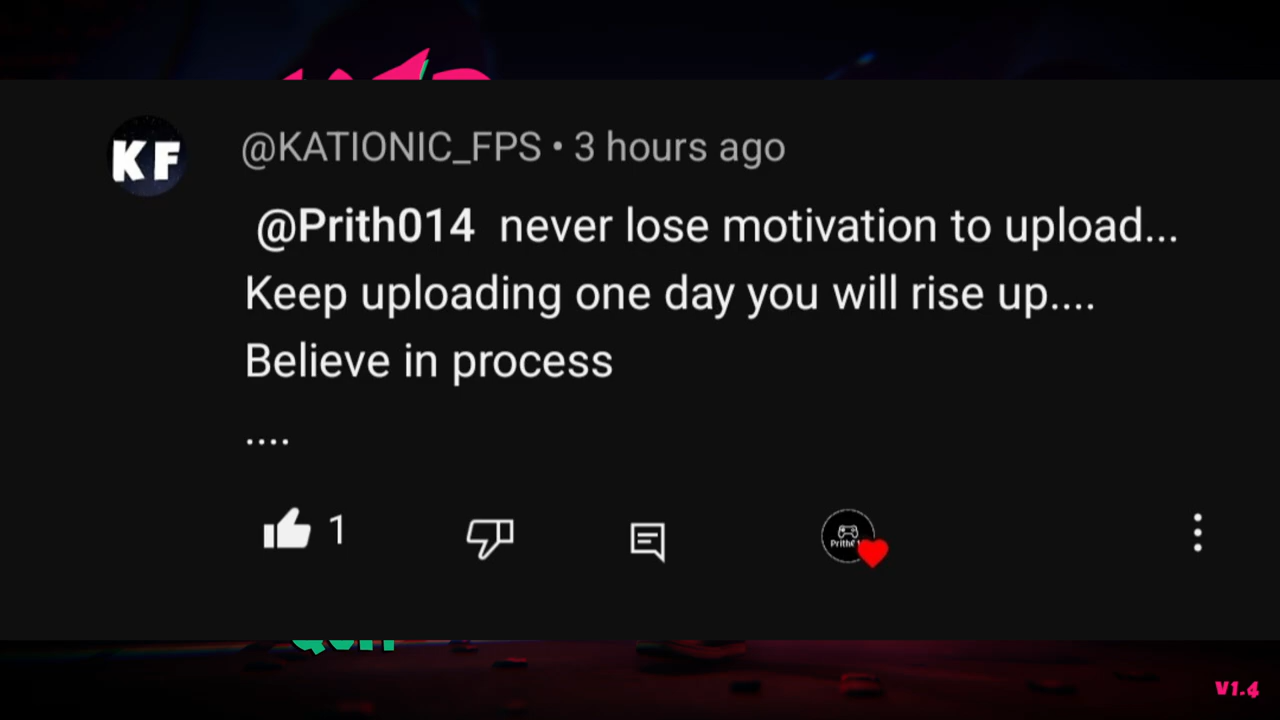 KF
@KATIONIC_FPS • 3 hours ago
@Prith014 never lose motivation to upload...
Keep uploading one day you will rise up....
Believe in process
....
1
V1.4